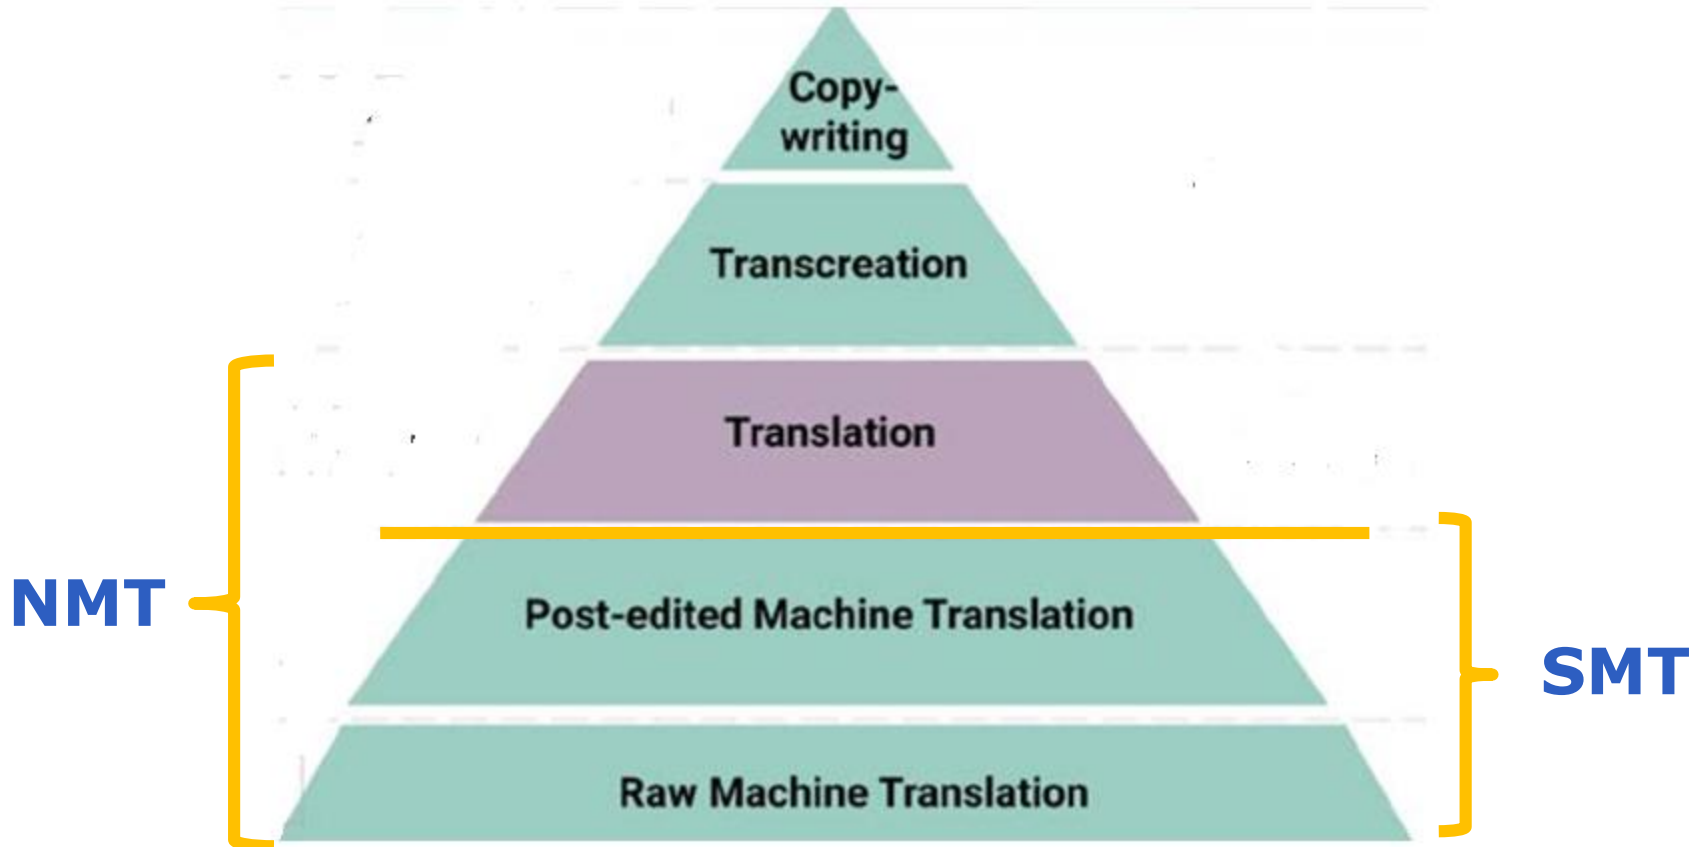 Copy-
writing
Transcreation
Translation
NMT
Post-edited Machine Translation
SMT
Raw Machine Translation